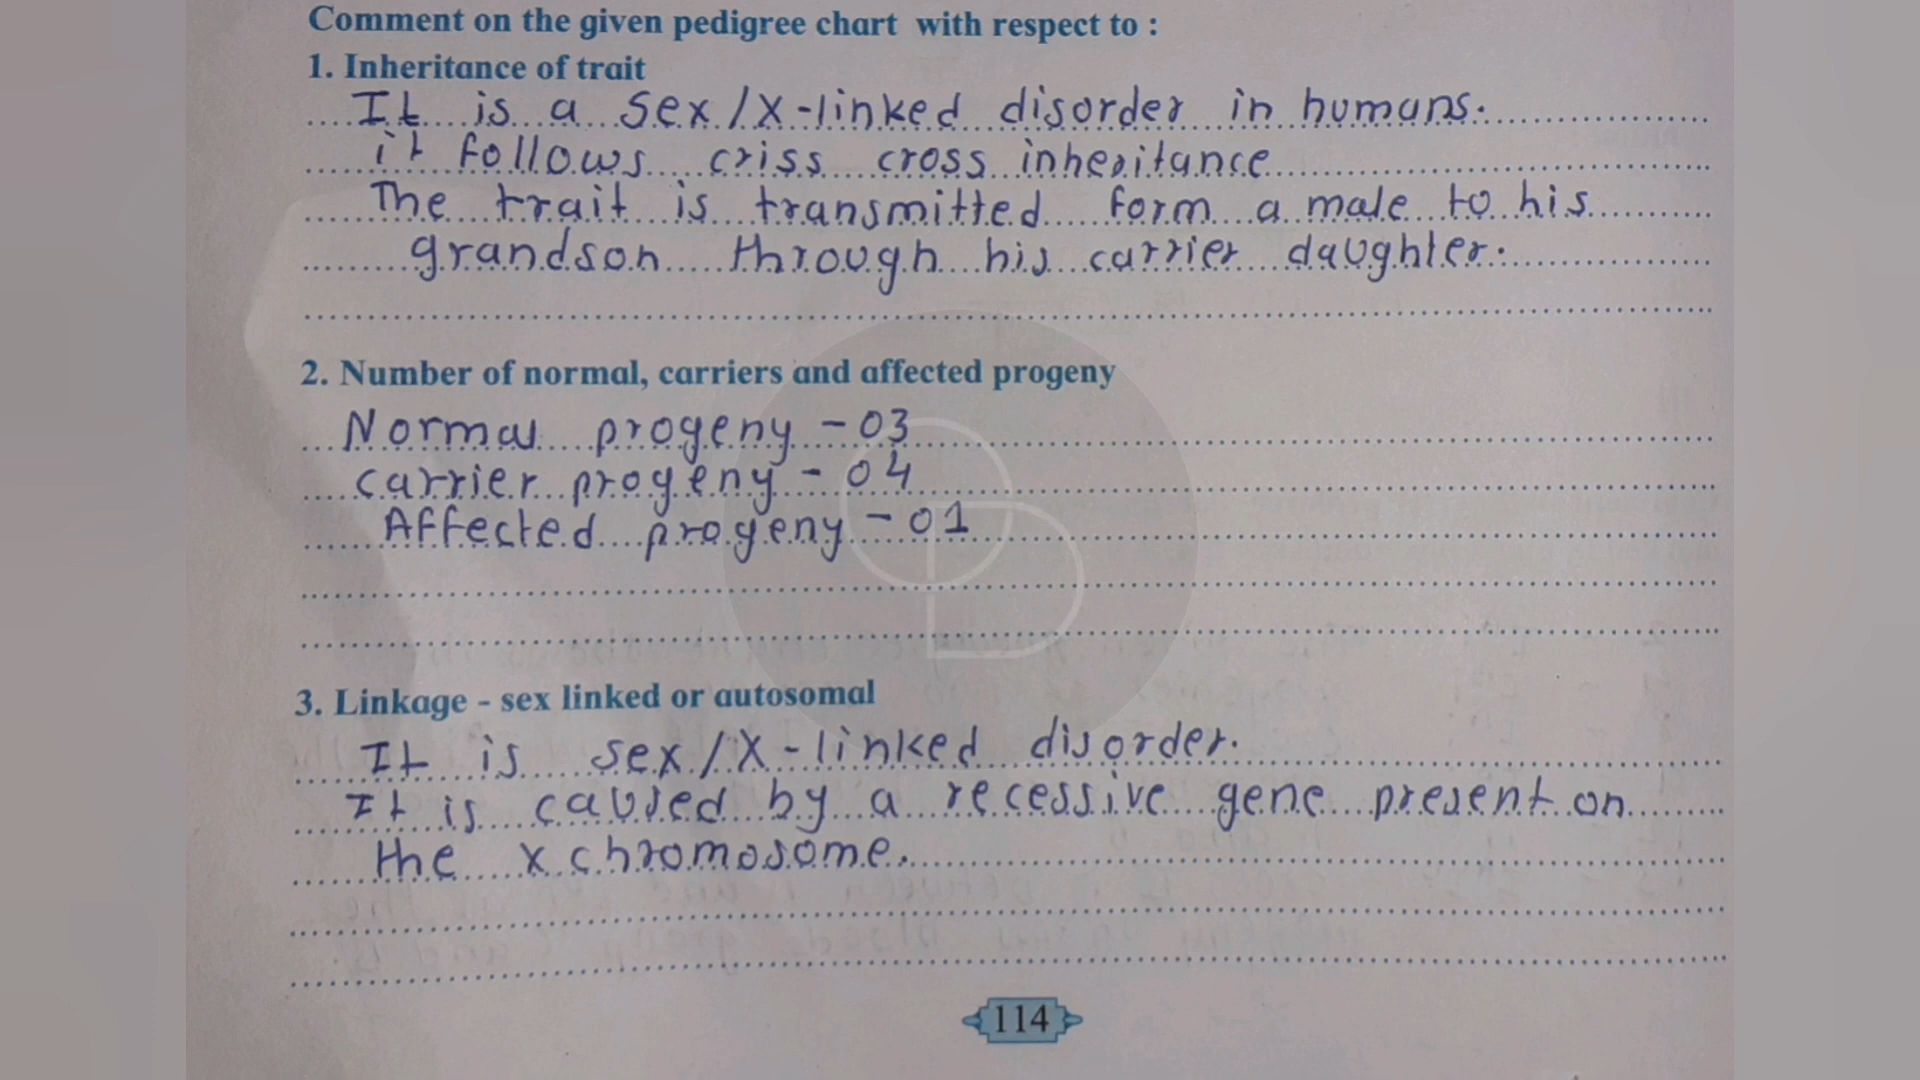 Comment on the given pedigree chart with respect to :
1. Inheritance of trait
It is a sex/X-linked disorder in humans.
it follows criss cross inheritance
The trait is transmitted form a male to his
grandson through his carrier daughter.
2. Number of normal, carriers and affected progeny
Normal progeny - 03
carrier progeny - 04
Affected progeny - 01
3. Linkage - sex linked or autosomal
It is sex/X-linked disorder.
It is caused by a recessive gene present on
the x chromosome.
114